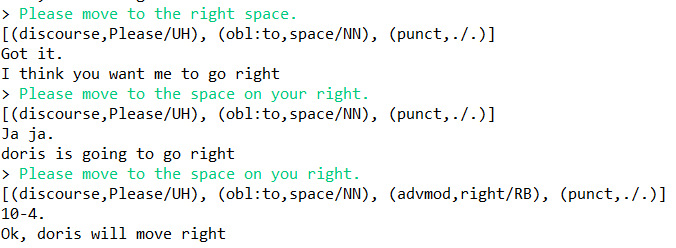 > Please move to the right space.
[(discourse,Please/UH), (obl:to,space/NN), (punct,./.)]
Got it.
I think you want me to go right
> Please move to the space on your right.
[(discourse,Please/UH), (obl:to,space/NN), (punct,./.)]
Ja ja.
doris is going to go right
> Please move to the space on you right.
[(discourse,Please/UH), (obl:to,space/NN), (advmod,right/RB), (punct,./.)]
10-4.
Ok, doris will move right